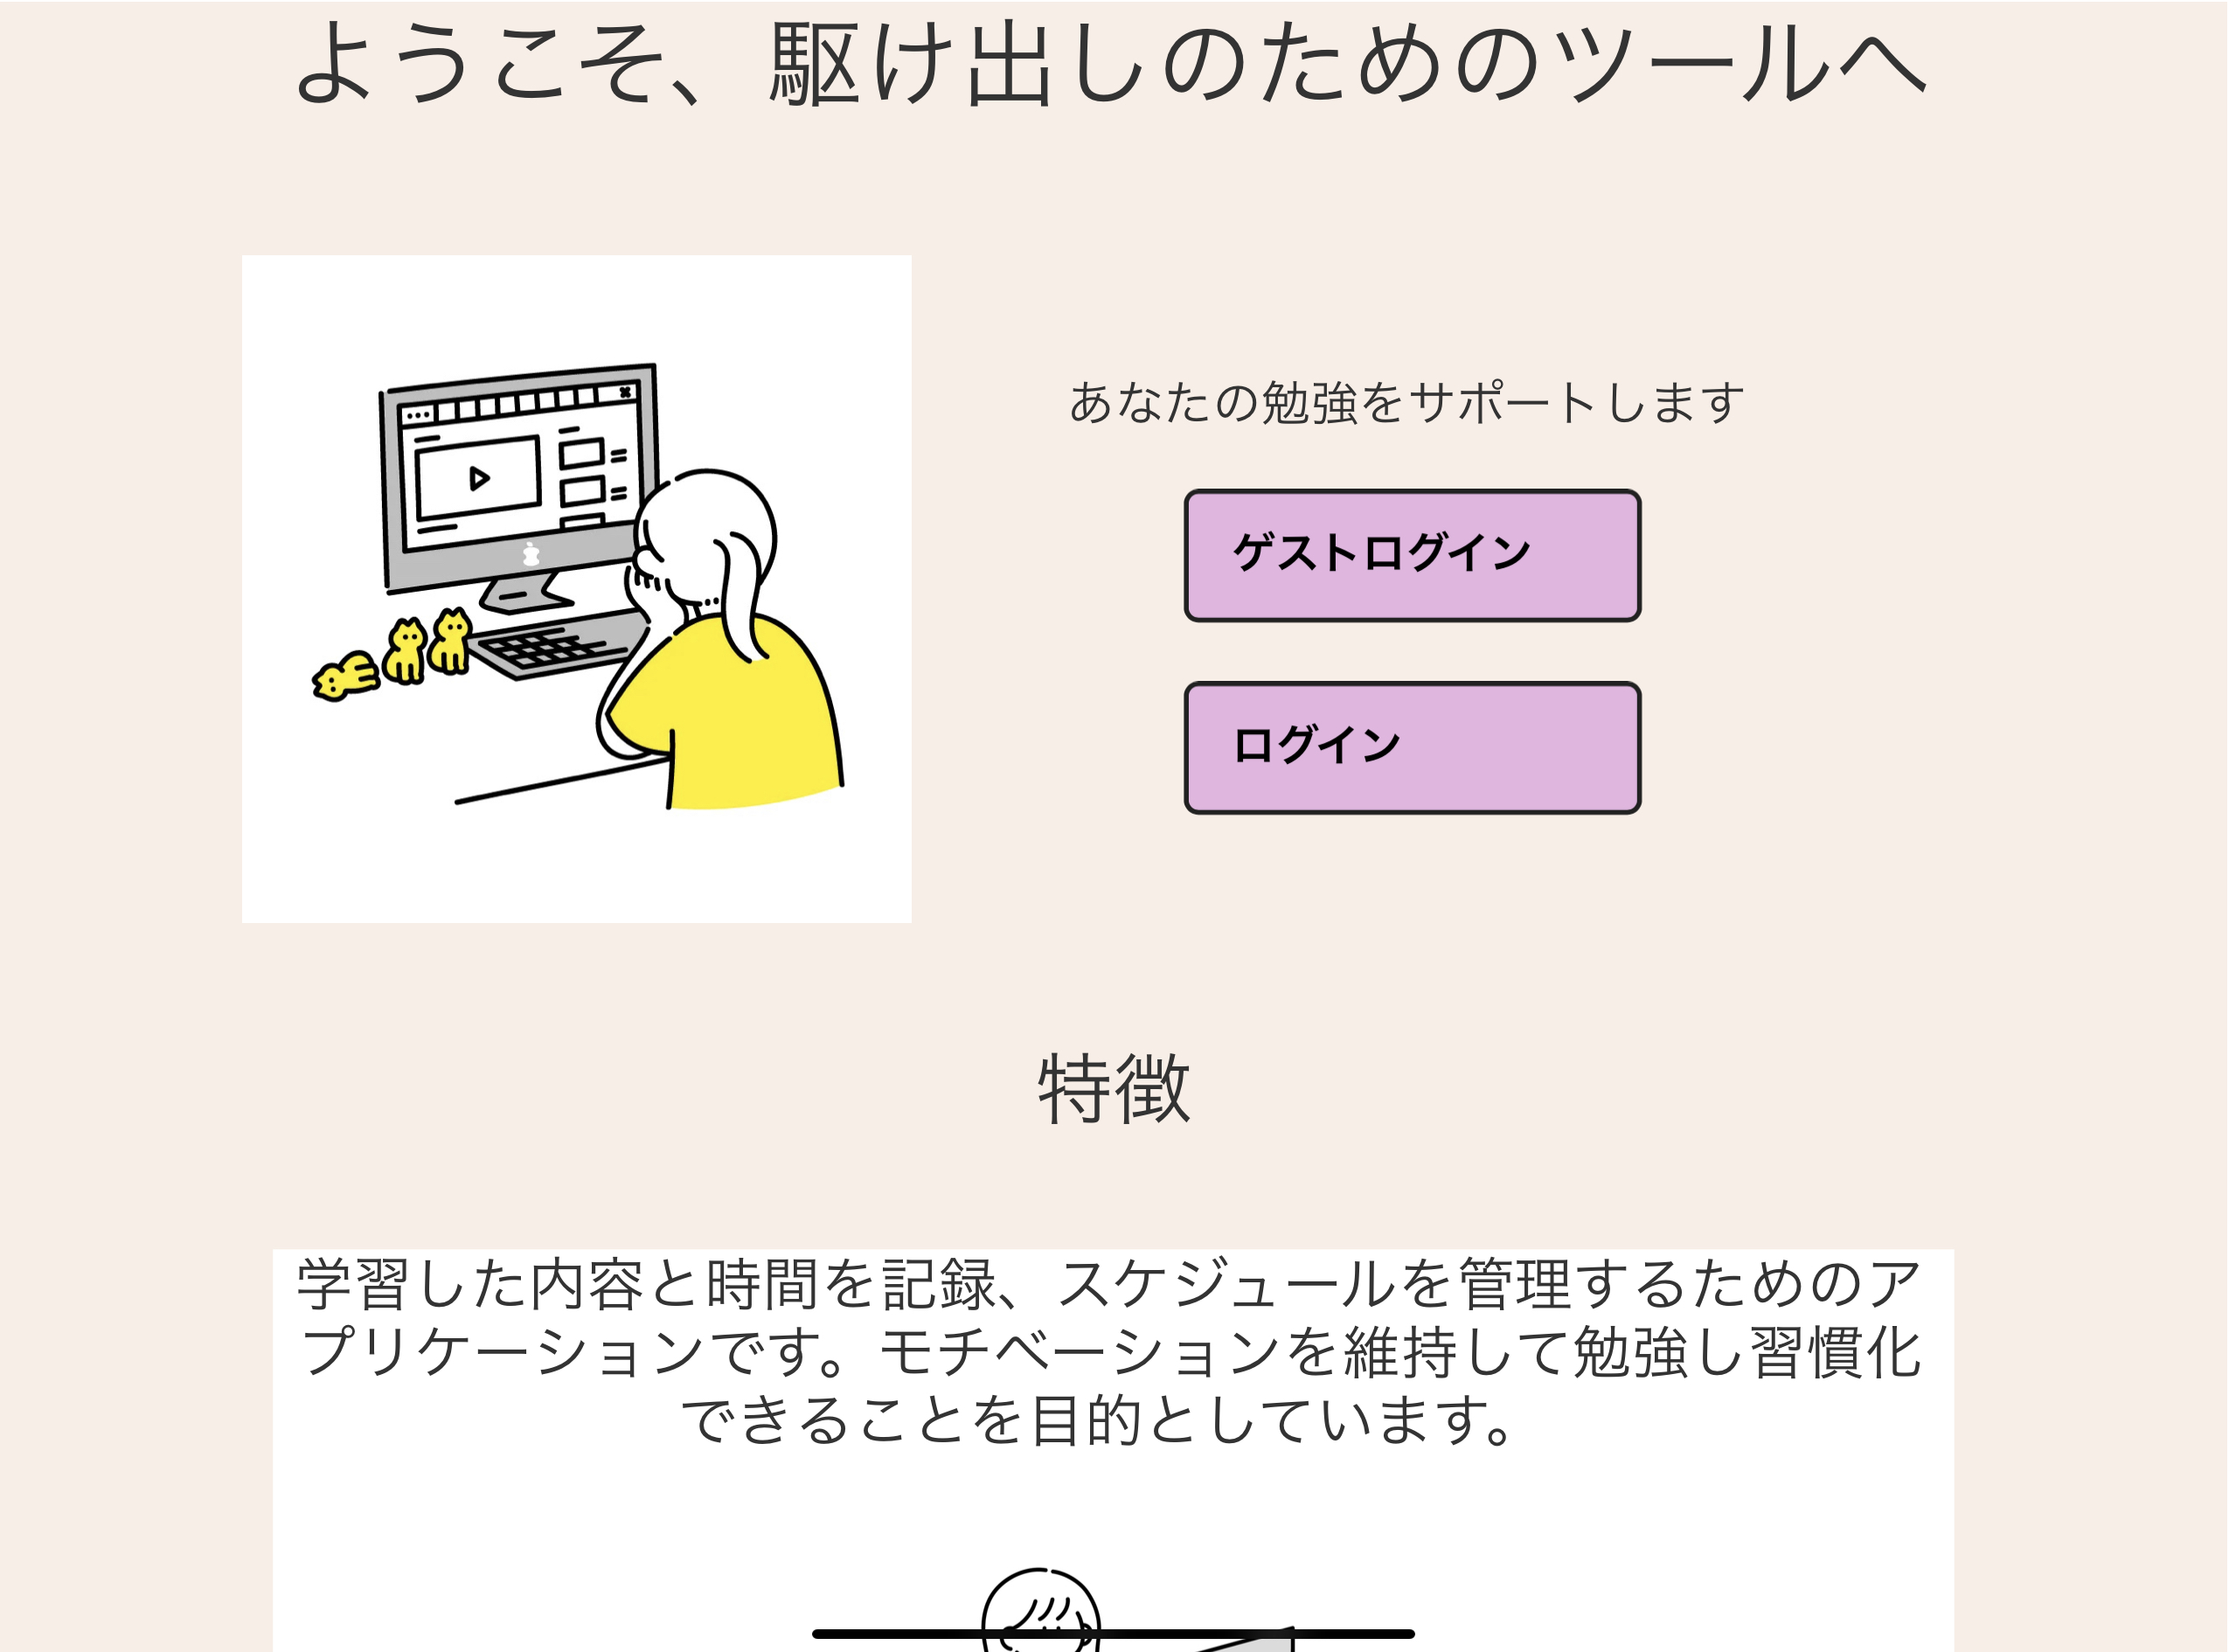 ようこそ、駆け出しのためのツールへ
あなたの勉強をサポートします
ゲストログイン
ログイン
特徴
学習した内容と時間を記録、スケジュールを管理するためのア
プリケーションです。モチベーションを維持して勉強し習慣化
できることを目的としています。